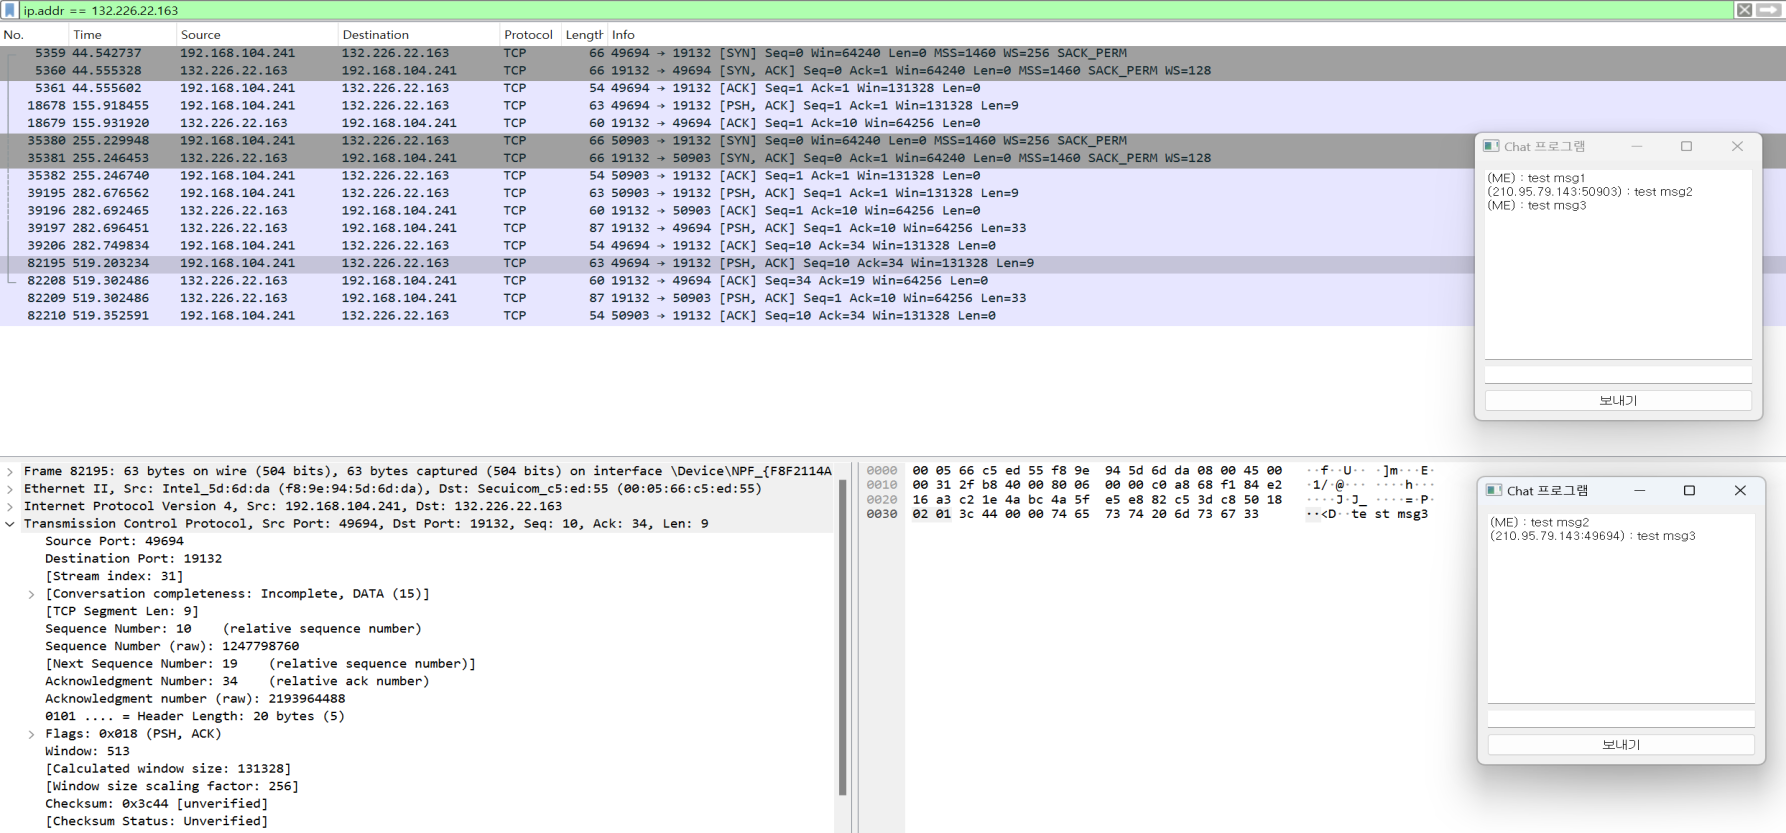 ip.addr == 132.226.22.163
No. Time Source Destination Protocol Length Info
5359 44.542737 192.168.104.241 132.226.22.163 TCP 66 49694 → 19132 [SYN] Seq=0 Win=64240 Len=0 MSS=1460 WS=256 SACK_PERM
5360 44.555328 132.226.22.163 192.168.104.241 TCP 66 19132 → 49694 [SYN, ACK] Seq=0 Ack=1 Win=64240 Len=0 MSS=1460 SACK_PERM WS=128
5361 44.555602 192.168.104.241 132.226.22.163 TCP 54 49694 → 19132 [ACK] Seq=1 Ack=1 Win=131328 Len=0
18678 155.918455 192.168.104.241 132.226.22.163 TCP 63 49694 → 19132 [PSH, ACK] Seq=1 Ack=1 Win=131328 Len=9
18679 155.931920 132.226.22.163 192.168.104.241 TCP 60 19132 → 49694 [ACK] Seq=1 Ack=10 Win=64256 Len=0
35380 255.229948 192.168.104.241 132.226.22.163 TCP 66 50903 → 19132 [SYN] Seq=0 Win=64240 Len=0 MSS=1460 WS=256 SACK_PERM
35381 255.246453 132.226.22.163 192.168.104.241 TCP 66 19132 → 50903 [SYN, ACK] Seq=0 Ack=1 Win=64240 Len=0 MSS=1460 SACK_PERM WS=128
35382 255.246740 192.168.104.241 132.226.22.163 TCP 54 50903 → 19132 [ACK] Seq=1 Ack=1 Win=131328 Len=0
39195 282.676562 192.168.104.241 132.226.22.163 TCP 63 50903 → 19132 [PSH, ACK] Seq=1 Ack=1 Win=131328 Len=9
39196 282.692465 132.226.22.163 192.168.104.241 TCP 60 19132 → 50903 [ACK] Seq=1 Ack=10 Win=64256 Len=0
39197 282.696451 132.226.22.163 192.168.104.241 TCP 87 19132 → 49694 [PSH, ACK] Seq=1 Ack=10 Win=64256 Len=33
39206 282.749834 192.168.104.241 132.226.22.163 TCP 54 49694 → 19132 [ACK] Seq=10 Ack=34 Win=131328 Len=0
82195 519.203234 192.168.104.241 132.226.22.163 TCP 63 49694 → 19132 [PSH, ACK] Seq=10 Ack=34 Win=131328 Len=9
82208 519.302486 132.226.22.163 192.168.104.241 TCP 60 19132 → 49694 [ACK] Seq=34 Ack=19 Win=64256 Len=0
82209 519.302486 132.226.22.163 192.168.104.241 TCP 87 19132 → 50903 [PSH, ACK] Seq=1 Ack=10 Win=64256 Len=33
82210 519.352591 192.168.104.241 132.226.22.163 TCP 54 50903 → 19132 [ACK] Seq=10 Ack=34 Win=131328 Len=0
Chat 프로그램
(ME) : test msg1
(210.95.79.143:50903) : test msg2
(ME) : test msg3
보내기
Frame 82195: 63 bytes on wire (504 bits), 63 bytes captured (504 bits) on interface \Device\NPF_{F8F2114A
Ethernet II, Src: Intel_5d:6d:da (f8:9e:94:5d:6d:da), Dst: Secuicom_c5:ed:55 (00:05:66:c5:ed:55)
Internet Protocol Version 4, Src: 192.168.104.241, Dst: 132.226.22.163
Transmission Control Protocol, Src Port: 49694, Dst Port: 19132, Seq: 10, Ack: 34, Len: 9
Source Port: 49694
Destination Port: 19132
[Stream index: 31]
[Conversation completeness: Incomplete, DATA (15)]
[TCP Segment Len: 9]
Sequence Number: 10 (relative sequence number)
Sequence Number (raw): 1247798760
[Next Sequence Number: 19 (relative sequence number)]
Acknowledgment Number: 34 (relative ack number)
Acknowledgment number (raw): 2193964488
0101 .... = Header Length: 20 bytes (5)
Flags: 0x018 (PSH, ACK)
Window: 513
[Calculated window size: 131328]
[Window size scaling factor: 256]
Checksum: 0x3c44 [unverified]
[Checksum Status: Unverified]
0000 00 05 66 c5 ed 55 f8 9e 94 5d 6d da 08 00 45 00 ··f··U·· ·]m···E·
0010 00 31 2f b8 40 00 80 06 00 00 c0 a8 68 f1 84 e2 ·1/·@··· ····h···
0020 16 a3 c2 1e 4a bc 4a 5f e5 e8 82 c5 3d c8 50 18 ····J·J_ ····=·P·
0030 02 01 3c 44 00 00 74 65 73 74 20 6d 73 67 33 ··<D··te st msg3
Chat 프로그램
(ME) : test msg2
(210.95.79.143:49694) : test msg3
보내기